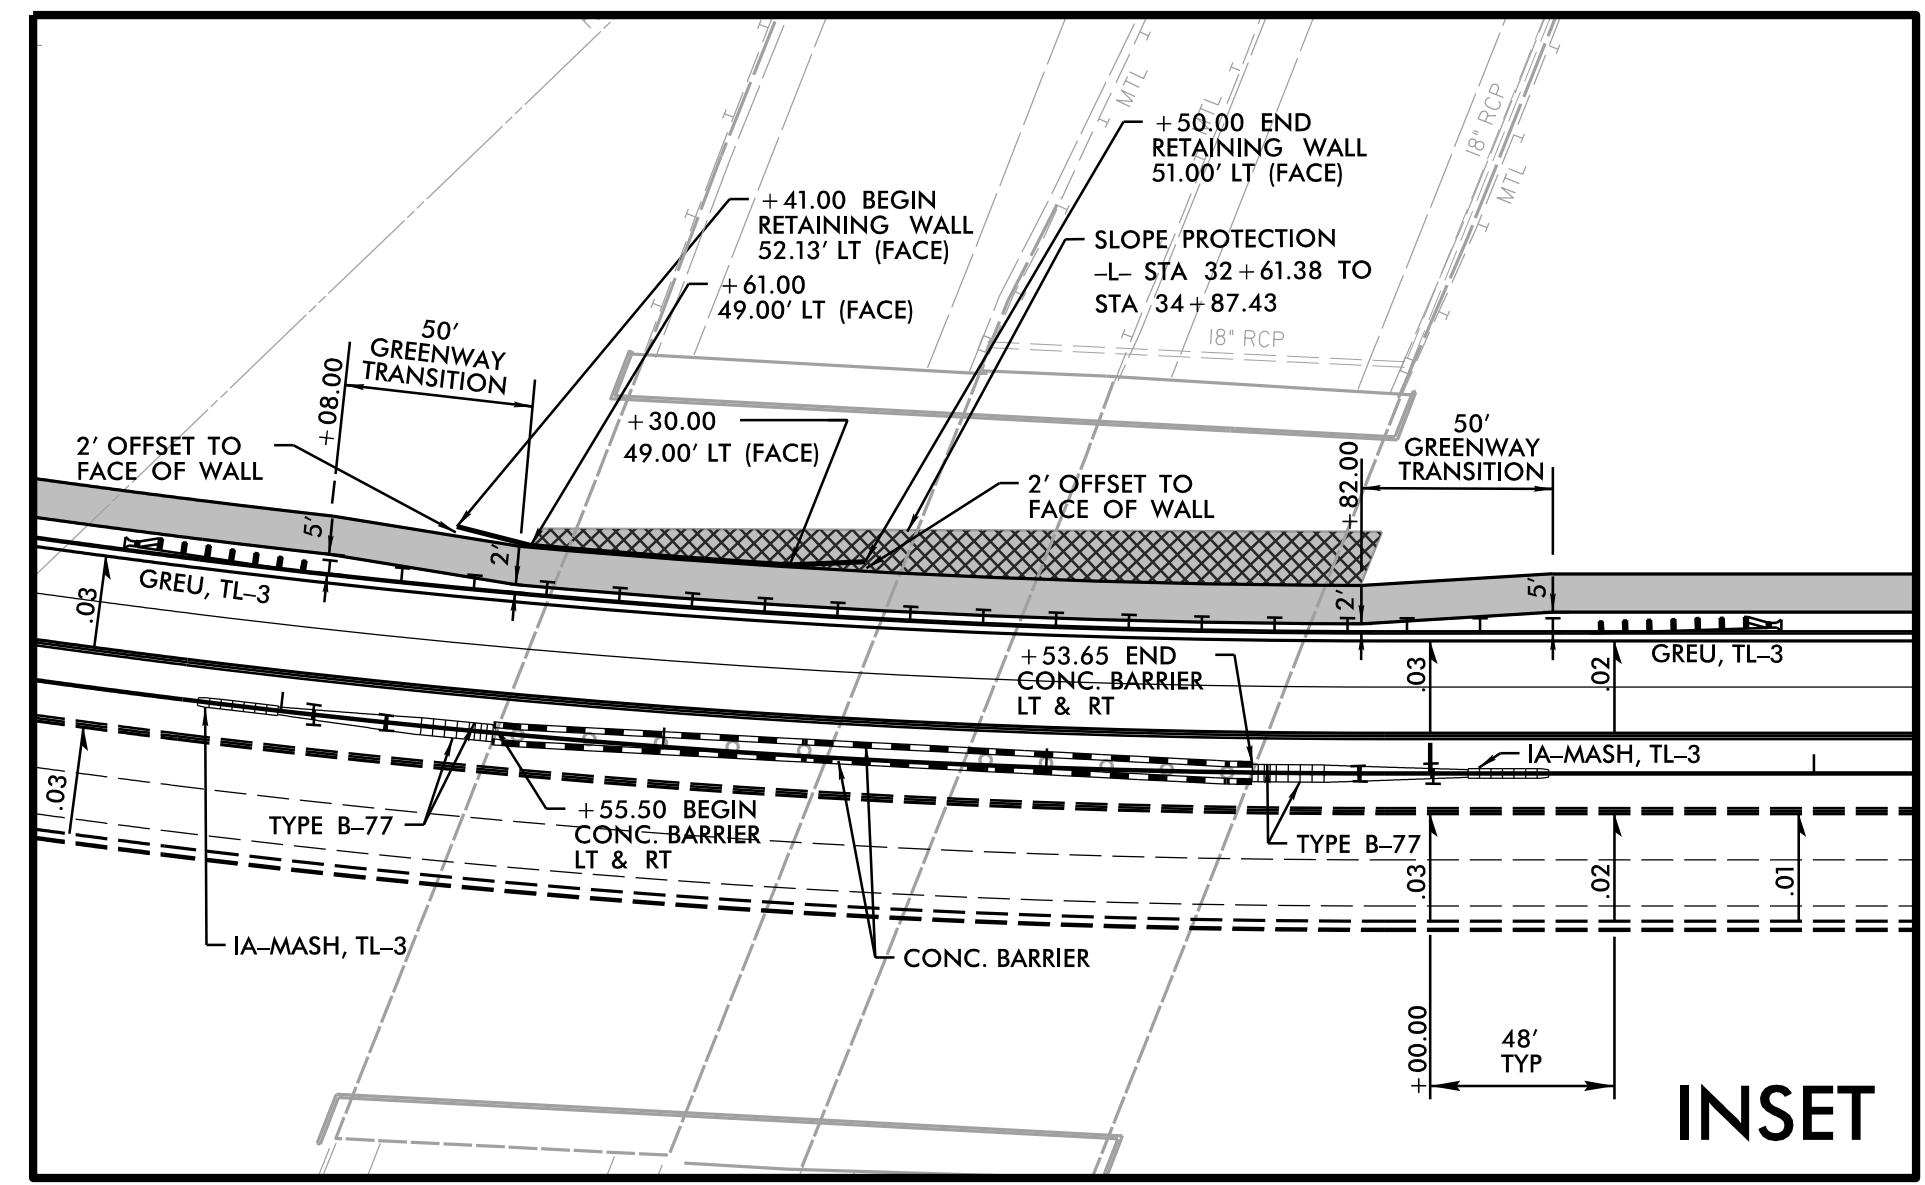 MTL
MTL
18" RCP
MTL
+50.00 END
RETAINING WALL
51.00' LT (FACE)
+41.00 BEGIN
RETAINING WALL
52.13' LT (FACE)
SLOPE PROTECTION
-L- STA 32+61.38 TO
STA 34+87.43
+61.00
49.00' LT (FACE)
18" RCP
50'
GREENWAY
TRANSITION
+08.00
2' OFFSET TO
FACE OF WALL
+30.00
49.00' LT (FACE)
50'
GREENWAY
TRANSITION
+82.00
2' OFFSET TO
FACE OF WALL
5'
2'
2'
5'
GREU, TL-3
.03
+53.65 END
CONC. BARRIER
LT & RT
.03
.02
GREU, TL-3
IA-MASH, TL-3
.03
TYPE B-77
+55.50 BEGIN
CONC. BARRIER
LT & RT
TYPE B-77
.03
.02
.01
IA-MASH, TL-3
CONC. BARRIER
+00.00
48'
TYP
INSET